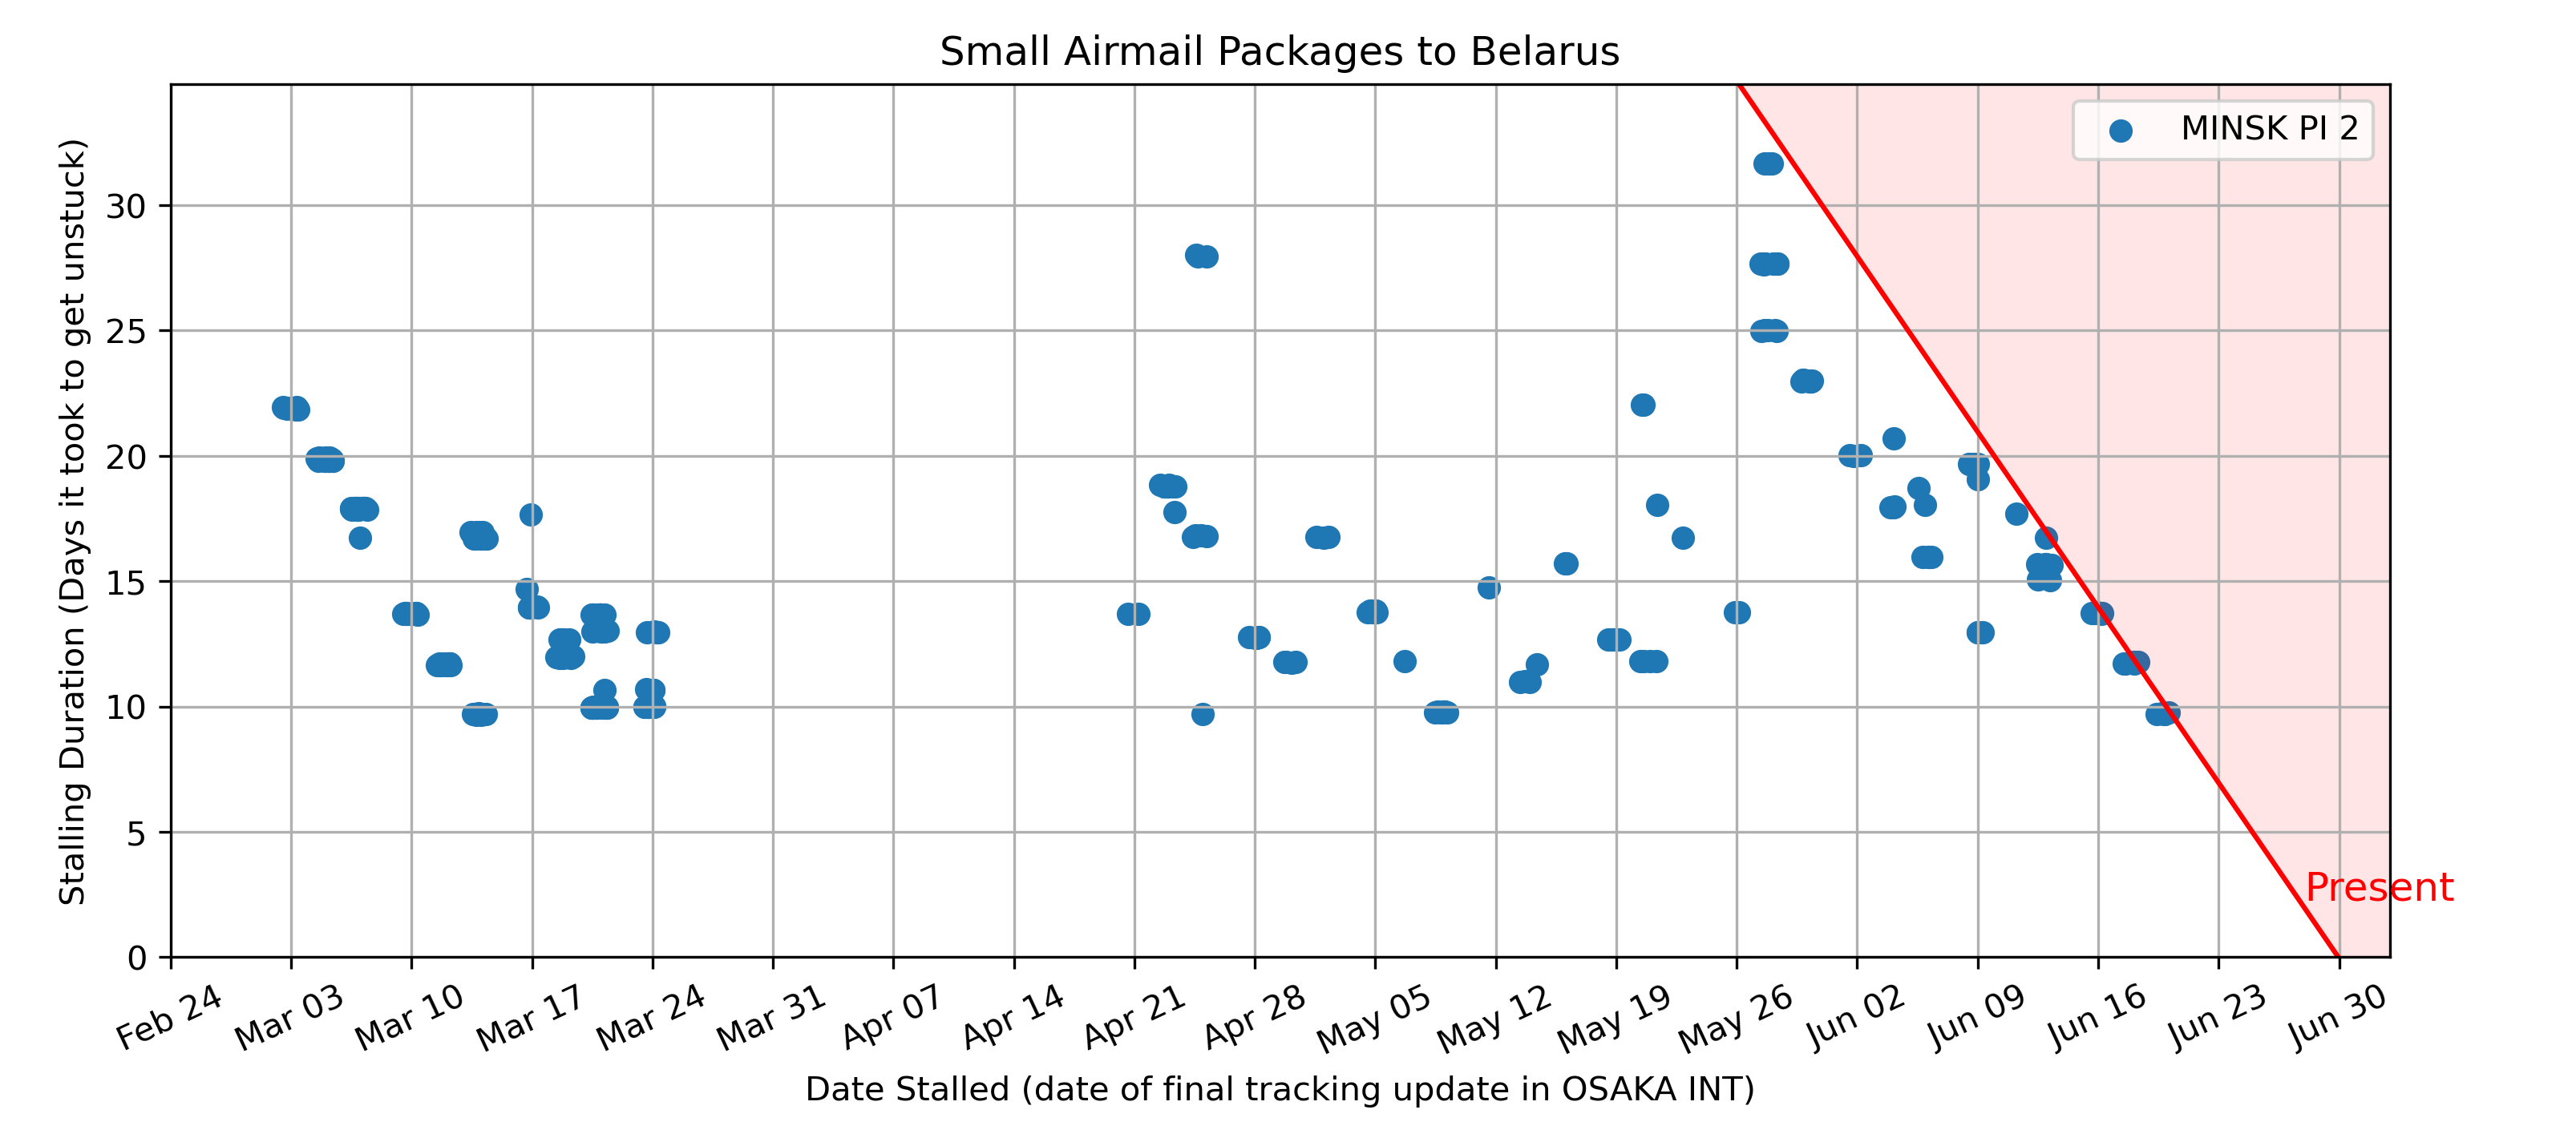 Small Airmail Packages to Belarus
MINSK PI 2
Stalling Duration (Days it took to get unstuck)
30
25
20
15
10
5
0
Present
Feb 24 Mar 03 Mar 10 Mar 17 Mar 24 Mar 31 Apr 07 Apr 14 Apr 21 Apr 28 May 05 May 12 May 19 May 26 Jun 02 Jun 09 Jun 16 Jun 23 Jun 30
Date Stalled (date of final tracking update in OSAKA INT)